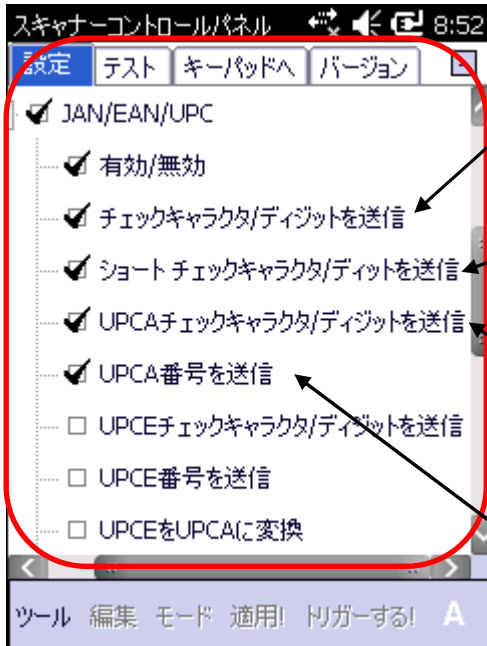 スキャナーコントロールパネル 8:52
設定 テスト キーパッドへ バージョン
JAN/EAN/UPC
有効/無効
チェックキャラクタ/ディジットを送信
ショート チェックキャラクタ/ディットを送信
UPCAチェックキャラクタ/ディジットを送信
UPCA番号を送信
UPCEチェックキャラクタ/ディジットを送信
UPCE番号を送信
UPCEをUPCAに変換
ツール 編集 モード 適用! トリガーする! A